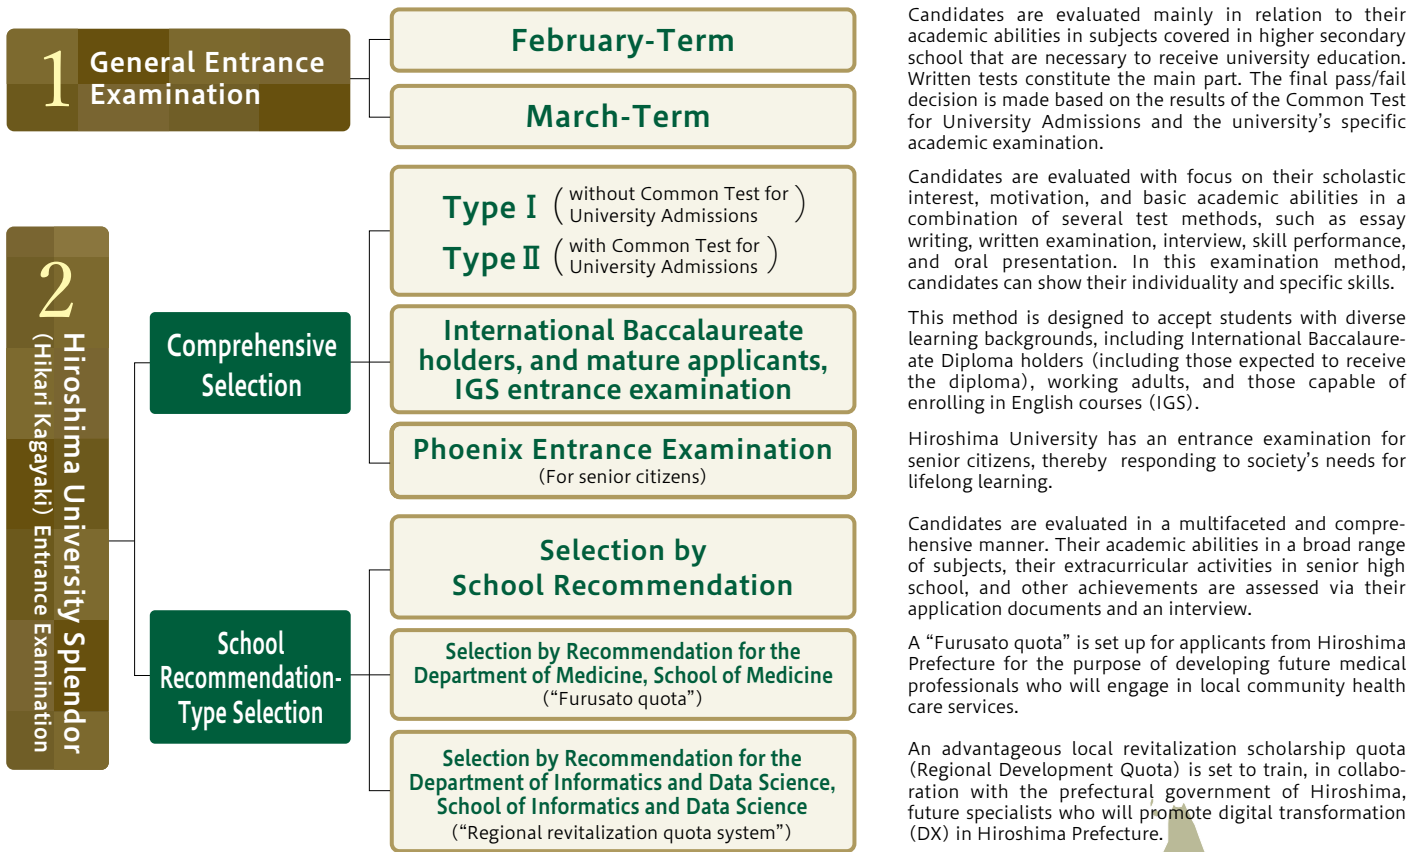 1
General Entrance
Examination
February-Term
March-Term
Candidates are evaluated mainly in relation to their
academic abilities in subjects covered in higher secondary
school that are necessary to receive university education.
Written tests constitute the main part. The final pass/fail
decision is made based on the results of the Common Test
for University Admissions and the university’s specific
academic examination.
2
Hiroshima University Splendor
(Hikari Kagayaki) Entrance Examination
Comprehensive
Selection
Type Ⅰ (without Common Test for
University Admissions)
Type Ⅱ (with Common Test for
University Admissions)
Candidates are evaluated with focus on their scholastic
interest, motivation, and basic academic abilities in a
combination of several test methods, such as essay
writing, written examination, interview, skill performance,
and oral presentation. In this examination method,
candidates can show their individuality and specific skills.
International Baccalaureate
holders, and mature applicants,
IGS entrance examination
This method is designed to accept students with diverse
learning backgrounds, including International Baccalaure-
ate Diploma holders (including those expected to receive
the diploma), working adults, and those capable of
enrolling in English courses (IGS).
Phoenix Entrance Examination
(For senior citizens)
Hiroshima University has an entrance examination for
senior citizens, thereby responding to society’s needs for
lifelong learning.
School
Recommendation-
Type Selection
Selection by
School Recommendation
Candidates are evaluated in a multifaceted and compre-
hensive manner. Their academic abilities in a broad range
of subjects, their extracurricular activities in senior high
school, and other achievements are assessed via their
application documents and an interview.
Selection by Recommendation for the
Department of Medicine, School of Medicine
(“Furusato quota”)
A “Furusato quota” is set up for applicants from Hiroshima
Prefecture for the purpose of developing future medical
professionals who will engage in local community health
care services.
Selection by Recommendation for the
Department of Informatics and Data Science,
School of Informatics and Data Science
(“Regional revitalization quota system”)
An advantageous local revitalization scholarship quota
(Regional Development Quota) is set to train, in collabo-
ration with the prefectural government of Hiroshima,
future specialists who will promote digital transformation
(DX) in Hiroshima Prefecture.